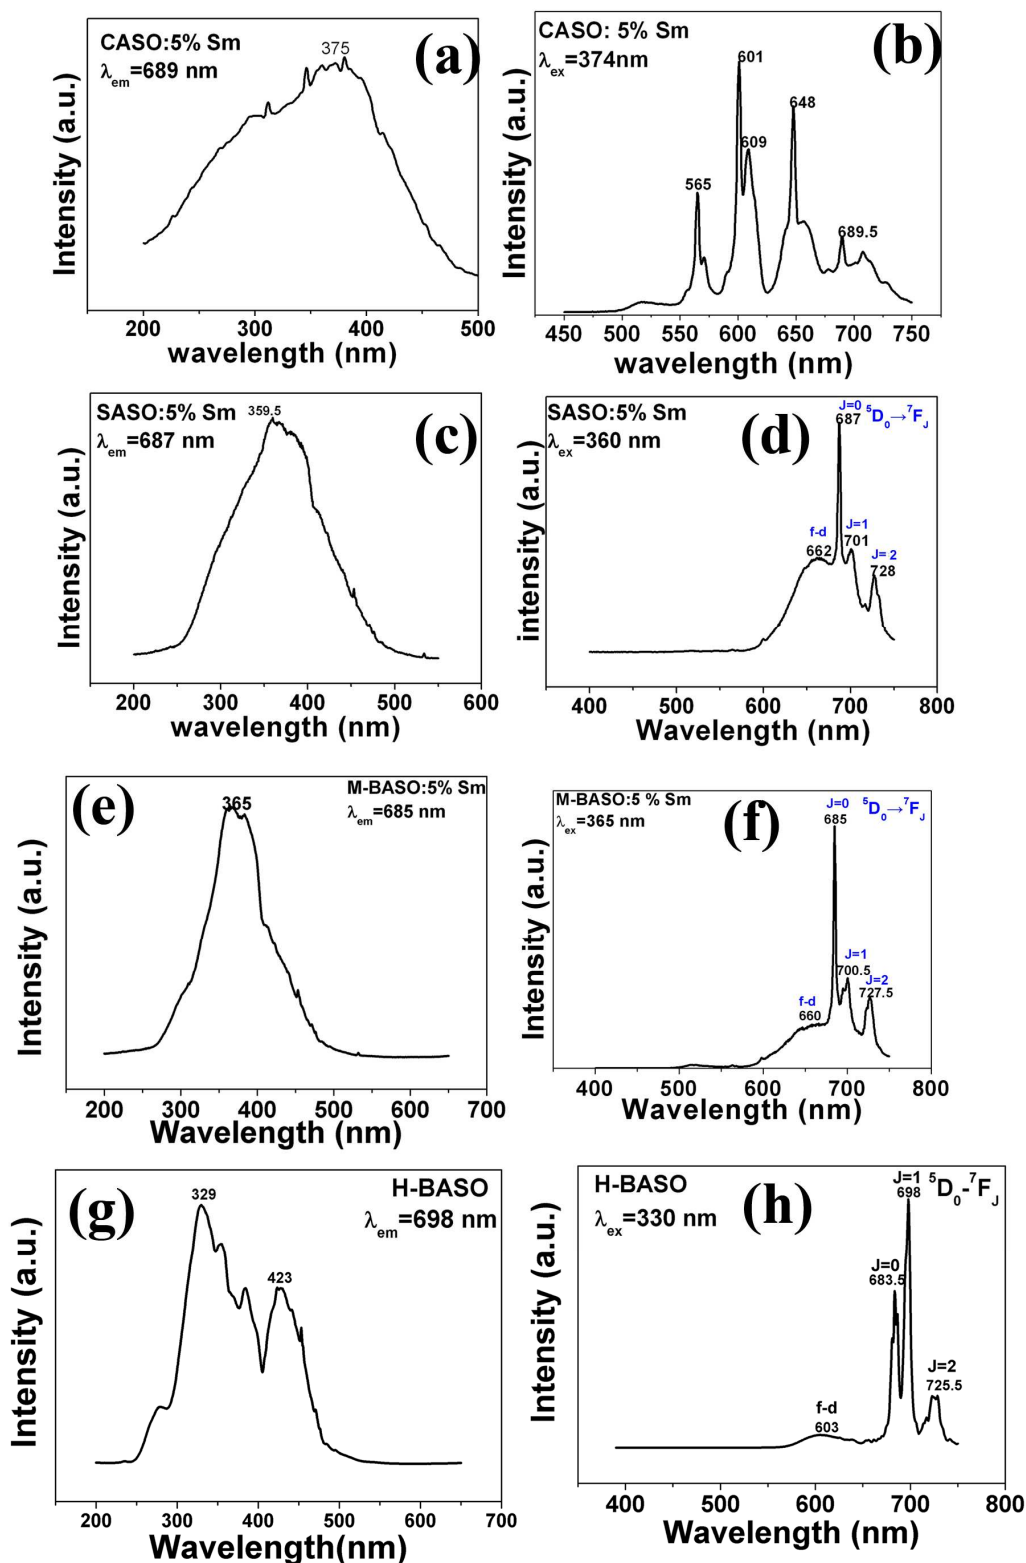 CASO:5% Sm
λem=689 nm
375
(a)
Intensity (a.u.)
200 300 400 500
wavelength (nm)
CASO: 5% Sm
λex=374nm
(b)
601
648
609
565
689.5
Intensity (a.u.)
450 500 550 600 650 700 750
wavelength (nm)
SASO:5% Sm
λem=687 nm
359.5
(c)
Intensity (a.u.)
200 300 400 500 600
wavelength (nm)
SASO:5% Sm
λex=360 nm
(d)
J=0 ⁵D₀→⁷FJ
687
f-d
662
J=1
701
J= 2
728
intensity (a.u.)
400 500 600 700 800
Wavelength (nm)
(e)
365
M-BASO:5% Sm
λem=685 nm
Intensity (a.u.)
200 300 400 500 600 700
Wavelength (nm)
M-BASO:5 % Sm
λex=365 nm
(f)
J=0 ⁵D₀→⁷FJ
685
J=1
700.5
J=2
727.5
f-d
660
Intensity (a.u.)
400 500 600 700 800
Wavelength (nm)
(g)
329
423
H-BASO
λem=698 nm
Intensity (a.u.)
200 300 400 500 600 700
Wavelength(nm)
H-BASO
λex=330 nm
(h)
J=1 ⁵D₀-⁷FJ
698
J=0
683.5
J=2
725.5
f-d
603
Intensity (a.u.)
400 500 600 700 800
Wavelength (nm)